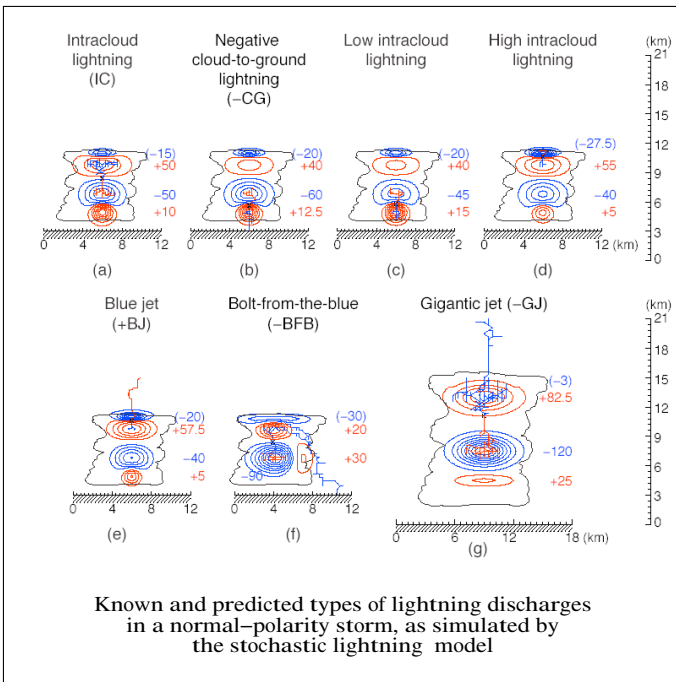 Intracloud
lightning
(IC)
Negative
cloud-to-ground
lightning
(−CG)
Low intracloud
lightning
High intracloud
lightning
(km)
21
18
15
12
9
6
3
0
(−15)
+50
−50
+10
(−20)
+40
−60
+12.5
(−20)
+40
−45
+15
(−27.5)
+55
−40
+5
0 4 8 12
0 4 8 12
0 4 8 12 (km)
0 4 8 12
(a)
(b)
(c)
(d)
Blue jet
(+BJ)
Bolt-from-the-blue
(−BFB)
Gigantic jet (−GJ)
(km)
21
18
15
12
9
6
3
0
(−20)
+57.5
−40
+5
(−30)
+20
+30
−90
(−3)
+82.5
−120
+25
0 4 8 12
0 4 8 12
0 6 12 18 (km)
(e)
(f)
(g)
Known and predicted types of lightning discharges
in a normal−polarity storm, as simulated by
the stochastic lightning model